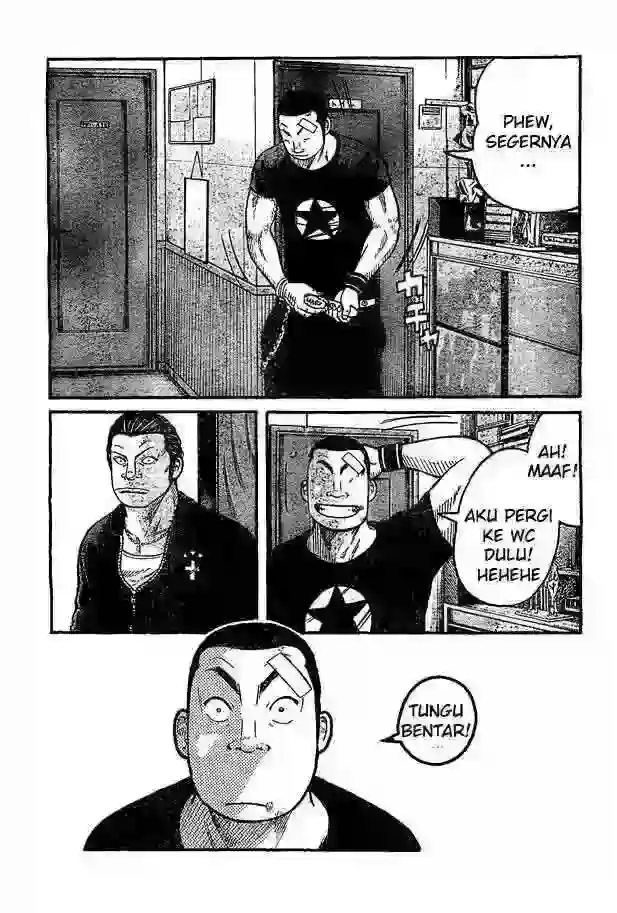 PHEW,
SEGERNYA
...
AH!
MAAF!
AKU PERGI
KE WC
DULU!
HEHEHE
TUNGU
BENTAR!
...